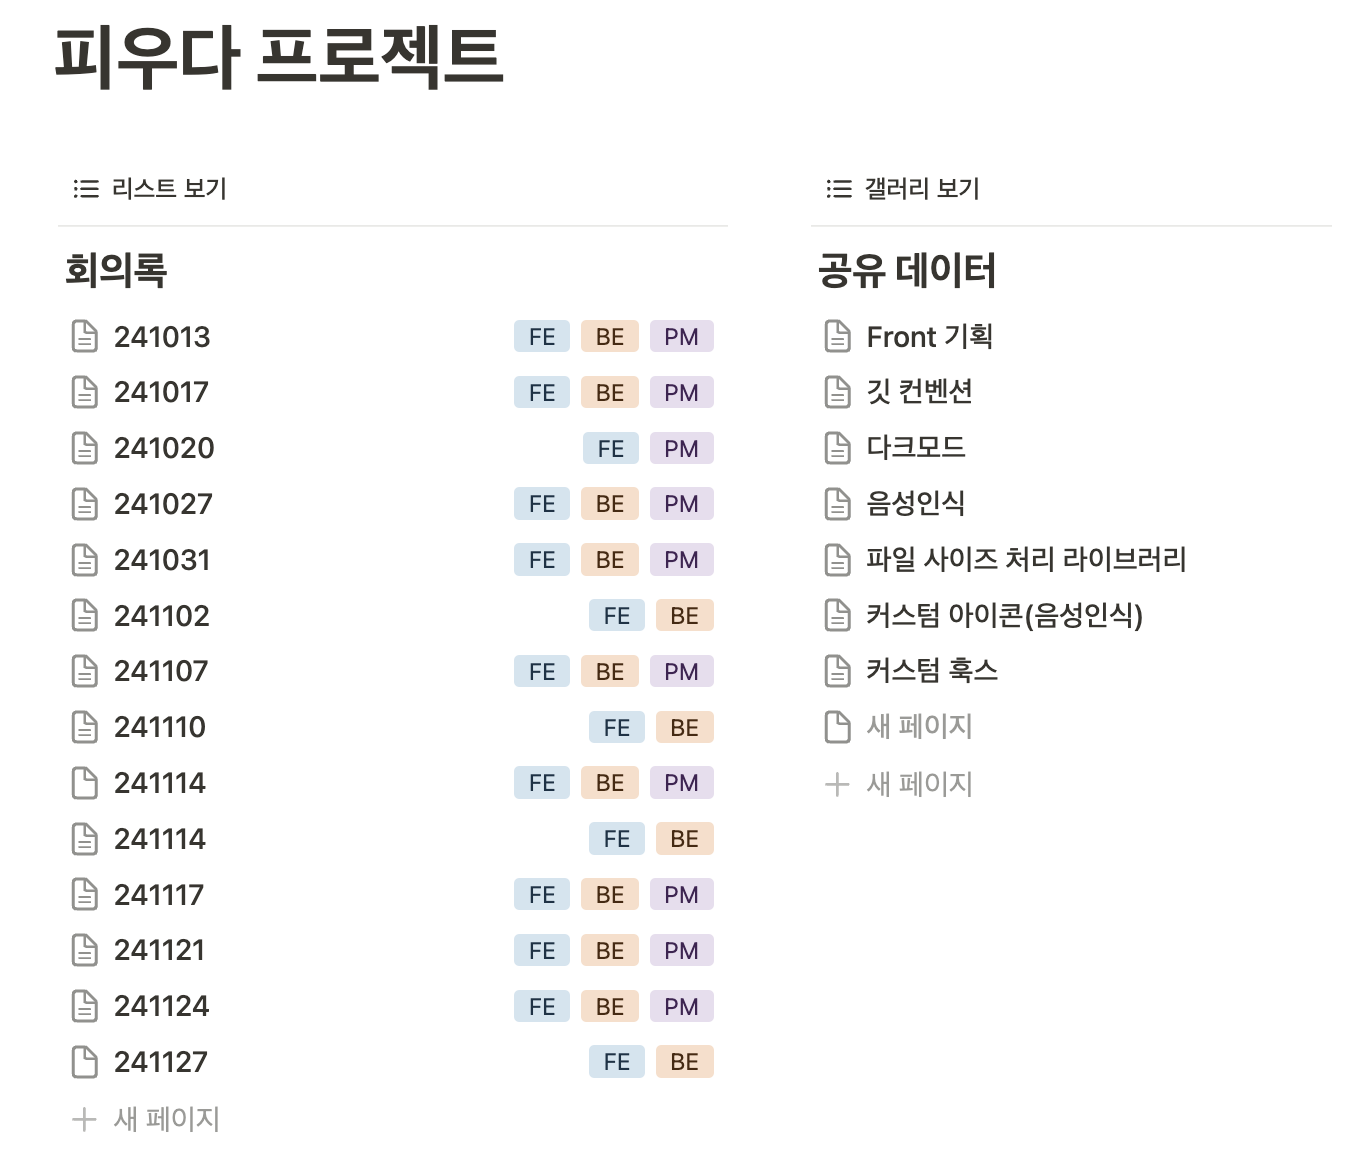 피우다 프로젝트
리스트 보기
회의록
241013 FE BE PM
241017 FE BE PM
241020 FE PM
241027 FE BE PM
241031 FE BE PM
241102 FE BE
241107 FE BE PM
241110 FE BE
241114 FE BE PM
241114 FE BE
241117 FE BE PM
241121 FE BE PM
241124 FE BE PM
241127 FE BE
새 페이지
갤러리 보기
공유 데이터
Front 기획
깃 컨벤션
다크모드
음성인식
파일 사이즈 처리 라이브러리
커스텀 아이콘(음성인식)
커스텀 훅스
새 페이지
새 페이지